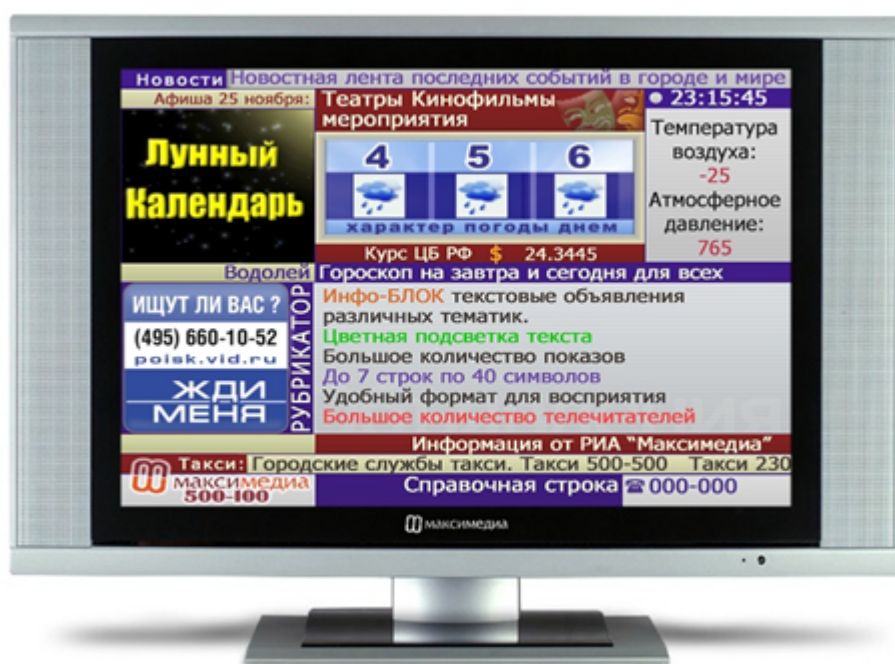 Новости Новостная лента последних событий в городе и мире
Афиша 25 ноября:
Театры Кинофильмы
мероприятия
23:15:45
Лунный
Календарь
4 5 6
характер погоды днем
Температура
воздуха:
-25
Атмосферное
давление:
765
Курс ЦБ РФ $ 24.3445
Водолей Гороскоп на завтра и сегодня для всех
ИЩУТ ЛИ ВАС ?
(495) 660-10-52
poisk.vid.ru
ЖДИ
МЕНЯ
РУБРИКАТОР
Инфо-БЛОК текстовые объявления
различных тематик.
Цветная подсветка текста
Большое количество показов
До 7 строк по 40 символов
Удобный формат для восприятия
Большое количество телечитателей
Информация от РИА "Максимедиа"
Такси: Городские службы такси. Такси 500-500 Такси 230
максимедиа
500-100
Справочная строка ☎ 000-000
максимедиа